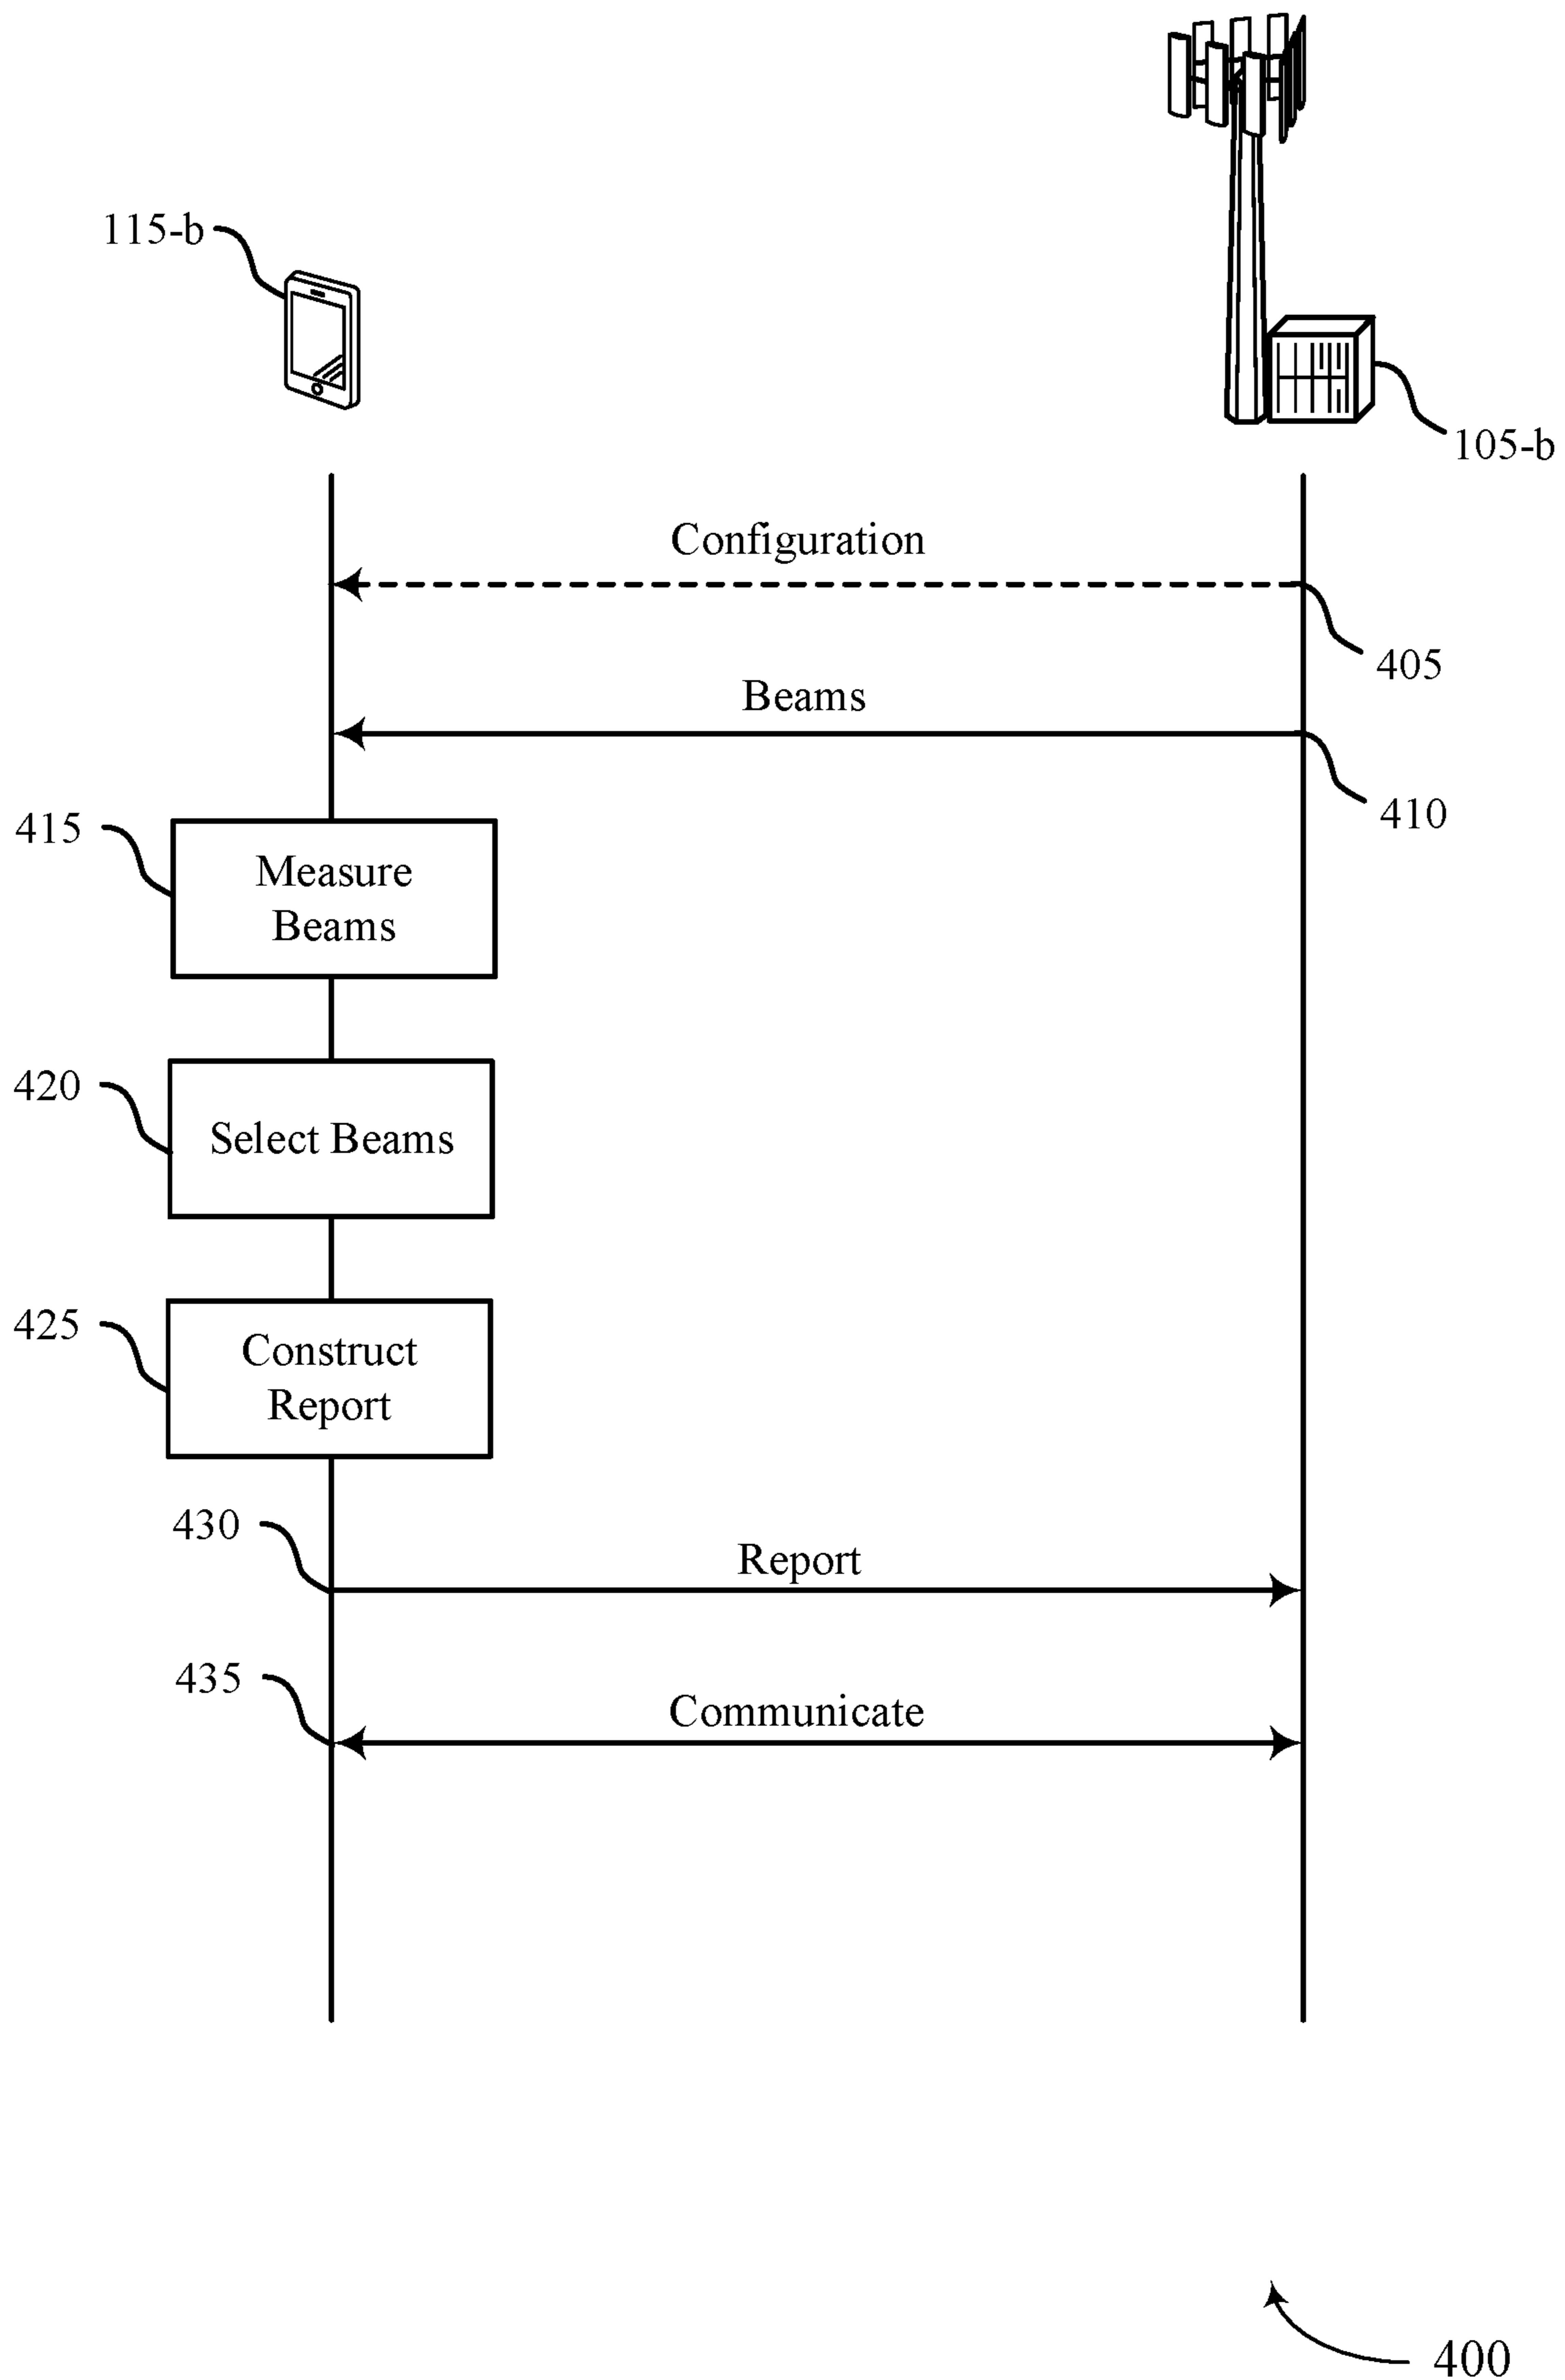 115-b
105-b
Configuration
405
Beams
410
415
Measure
Beams
420
Select Beams
425
Construct
Report
430
Report
435
Communicate
400